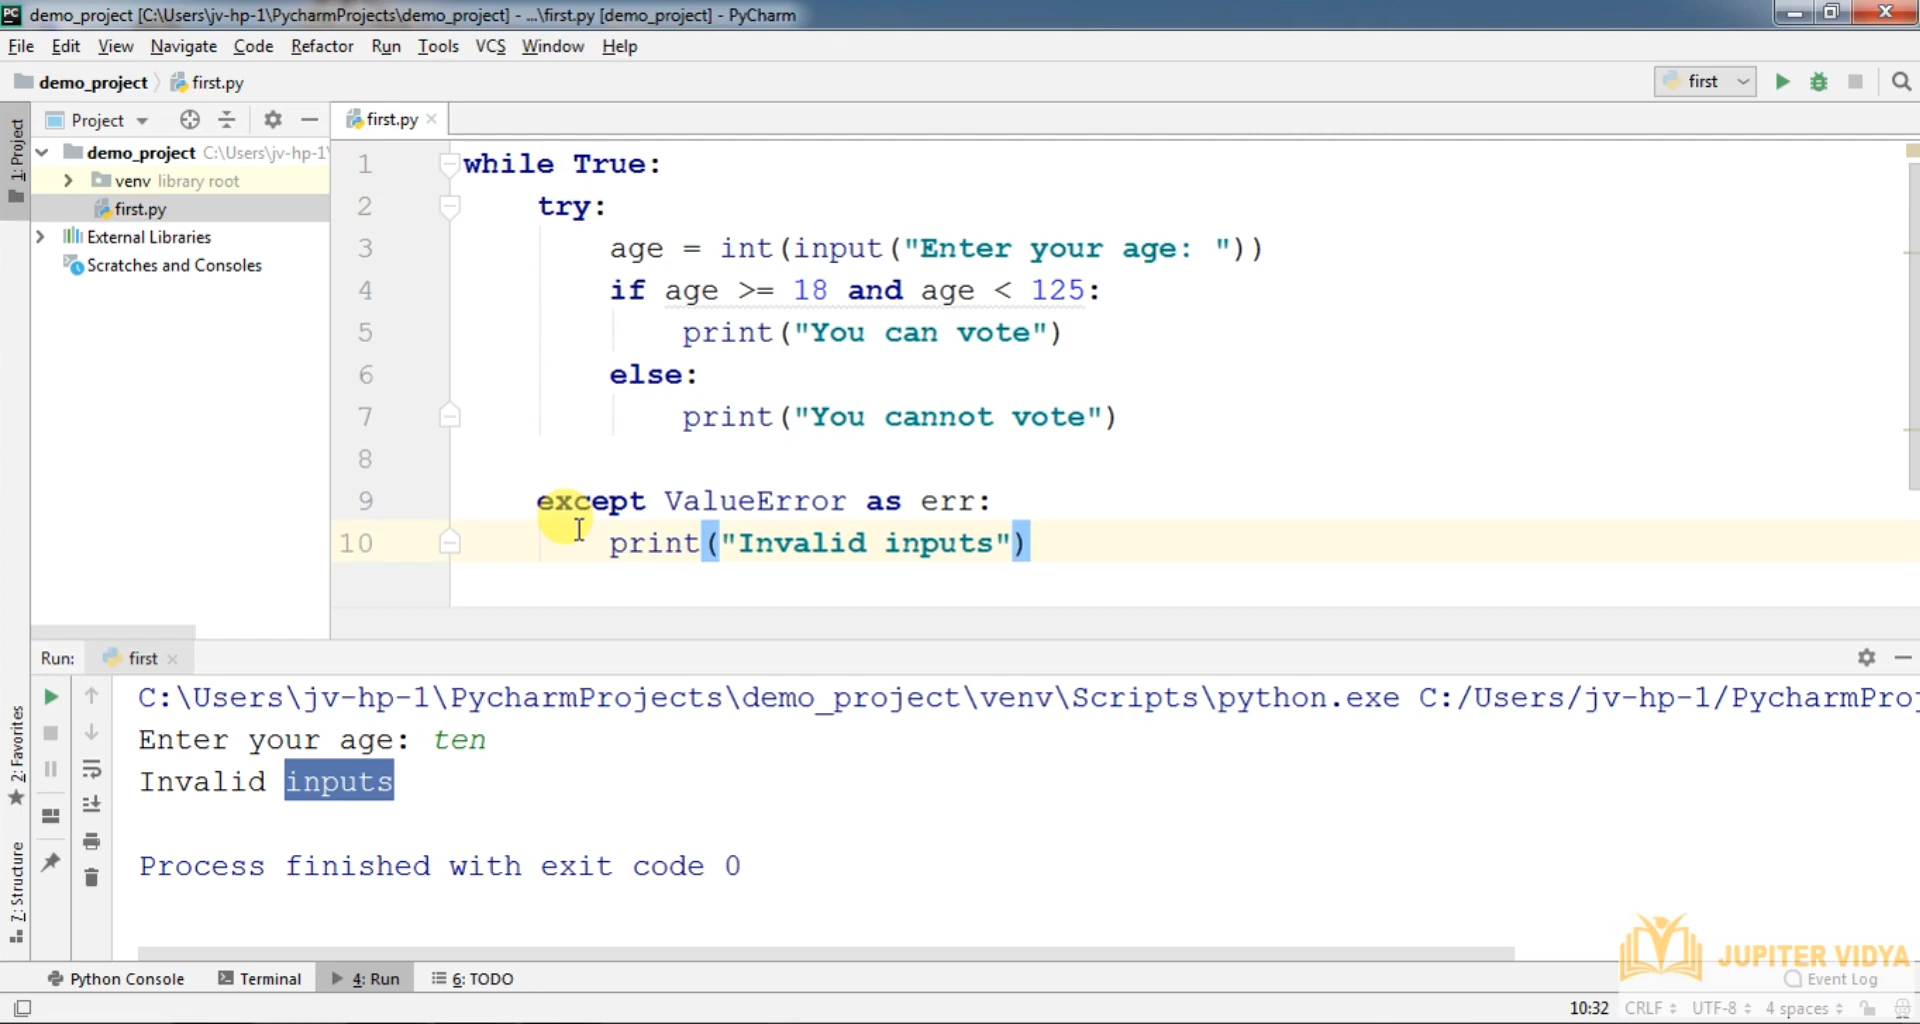 demo_project [C:\Users\jv-hp-1\PycharmProjects\demo_project] - ...\first.py [demo_project] - PyCharm
File Edit View Navigate Code Refactor Run Tools VCS Window Help
demo_project first.py first
1: Project
Project
first.py
demo_project C:\Users\jv-hp-1\
venv library root
first.py
External Libraries
Scratches and Consoles
1 while True:
2 try:
3 age = int(input("Enter your age: "))
4 if age >= 18 and age < 125:
5 print("You can vote")
6 else:
7 print("You cannot vote")
8
9 except ValueError as err:
10 print("Invalid inputs")
Run: first
C:\Users\jv-hp-1\PycharmProjects\demo_project\venv\Scripts\python.exe C:/Users/jv-hp-1/PycharmProj
Enter your age: ten
Invalid inputs
Process finished with exit code 0
2: Favorites
7: Structure
JUPITER VIDYA
Python Console Terminal 4: Run 6: TODO Event Log
10:32 CRLF UTF-8 4 spaces